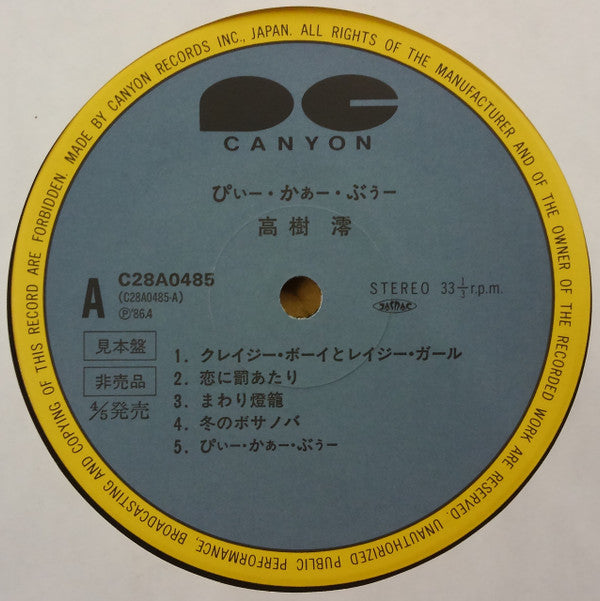 MADE BY CANYON RECORDS INC., JAPAN. ALL RIGHTS OF THE MANUFACTURER AND OF THE OWNER OF THE RECORDED WORK ARE RESERVED. UNAUTHORIZED PUBLIC PERFORMANCE, BROADCASTING AND COPYING OF THIS RECORD ARE FORBIDDEN.
CANYON
ぴぃー・かぁー・ぶぅー
高樹 澪
A
C28A0485
(C28A0485-A)
Ⓟ'86.4
STEREO 33⅓r.p.m.
JASRAC
見本盤
非売品
4/5発売
1. クレイジー・ボーイとレイジー・ガール
2. 恋に罰あたり
3. まわり燈籠
4. 冬のボサノバ
5. ぴぃー・かぁー・ぶぅー